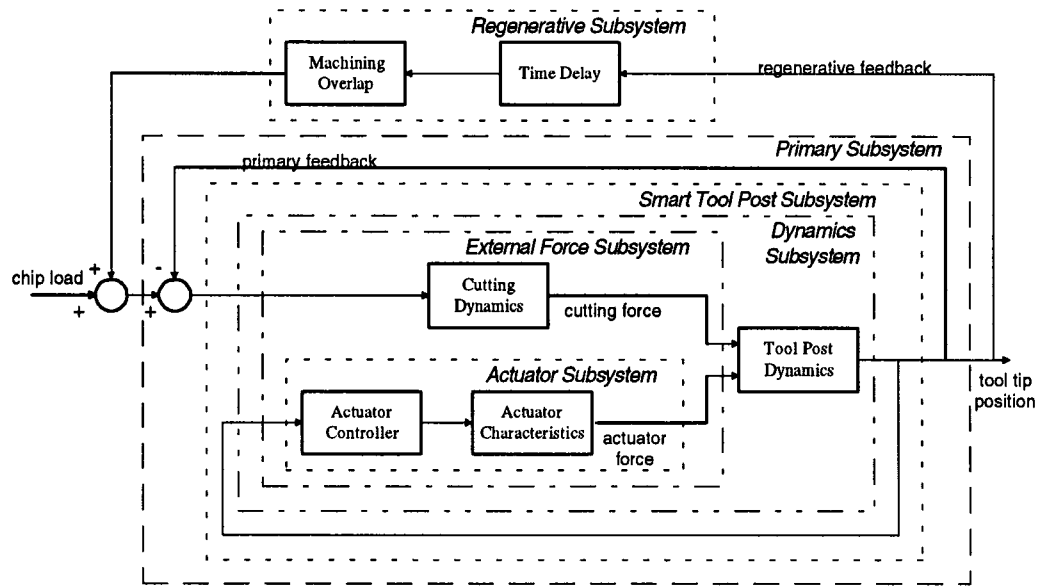 Regenerative Subsystem
Machining
Overlap
Time Delay
regenerative feedback
Primary Subsystem
primary feedback
Smart Tool Post Subsystem
Dynamics
Subsystem
External Force Subsystem
chip load
+
+
-
+
Cutting
Dynamics
cutting force
Tool Post
Dynamics
tool tip
position
Actuator Subsystem
Actuator
Controller
Actuator
Characteristics
actuator
force